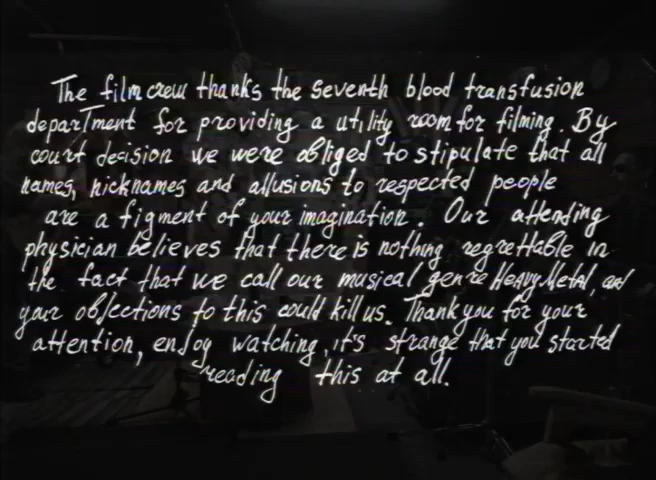 The film crew thanks the seventh blood transfusion
deparTment for providing a utility room for filming. By
court decision we were obliged to stipulate that all
names, nicknames and allusions to respected people
are a figment of your imagination. Our attending
physician believes that there is nothing regrettable in
the fact that we call our musical genre HeavyMetal, and
your objections to this could kill us. Thank you for your
attention, enjoy watching, it's strange that you started
reading this at all.